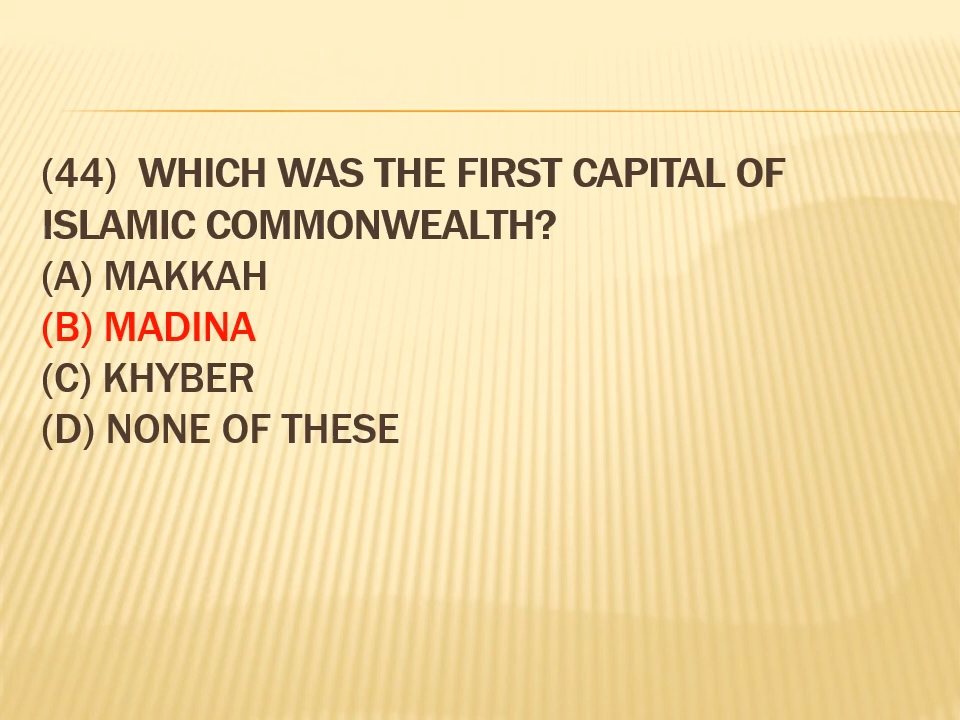 (44)  WHICH WAS THE FIRST CAPITAL OF
ISLAMIC COMMONWEALTH?
(A) MAKKAH
(B) MADINA
(C) KHYBER
(D) NONE OF THESE